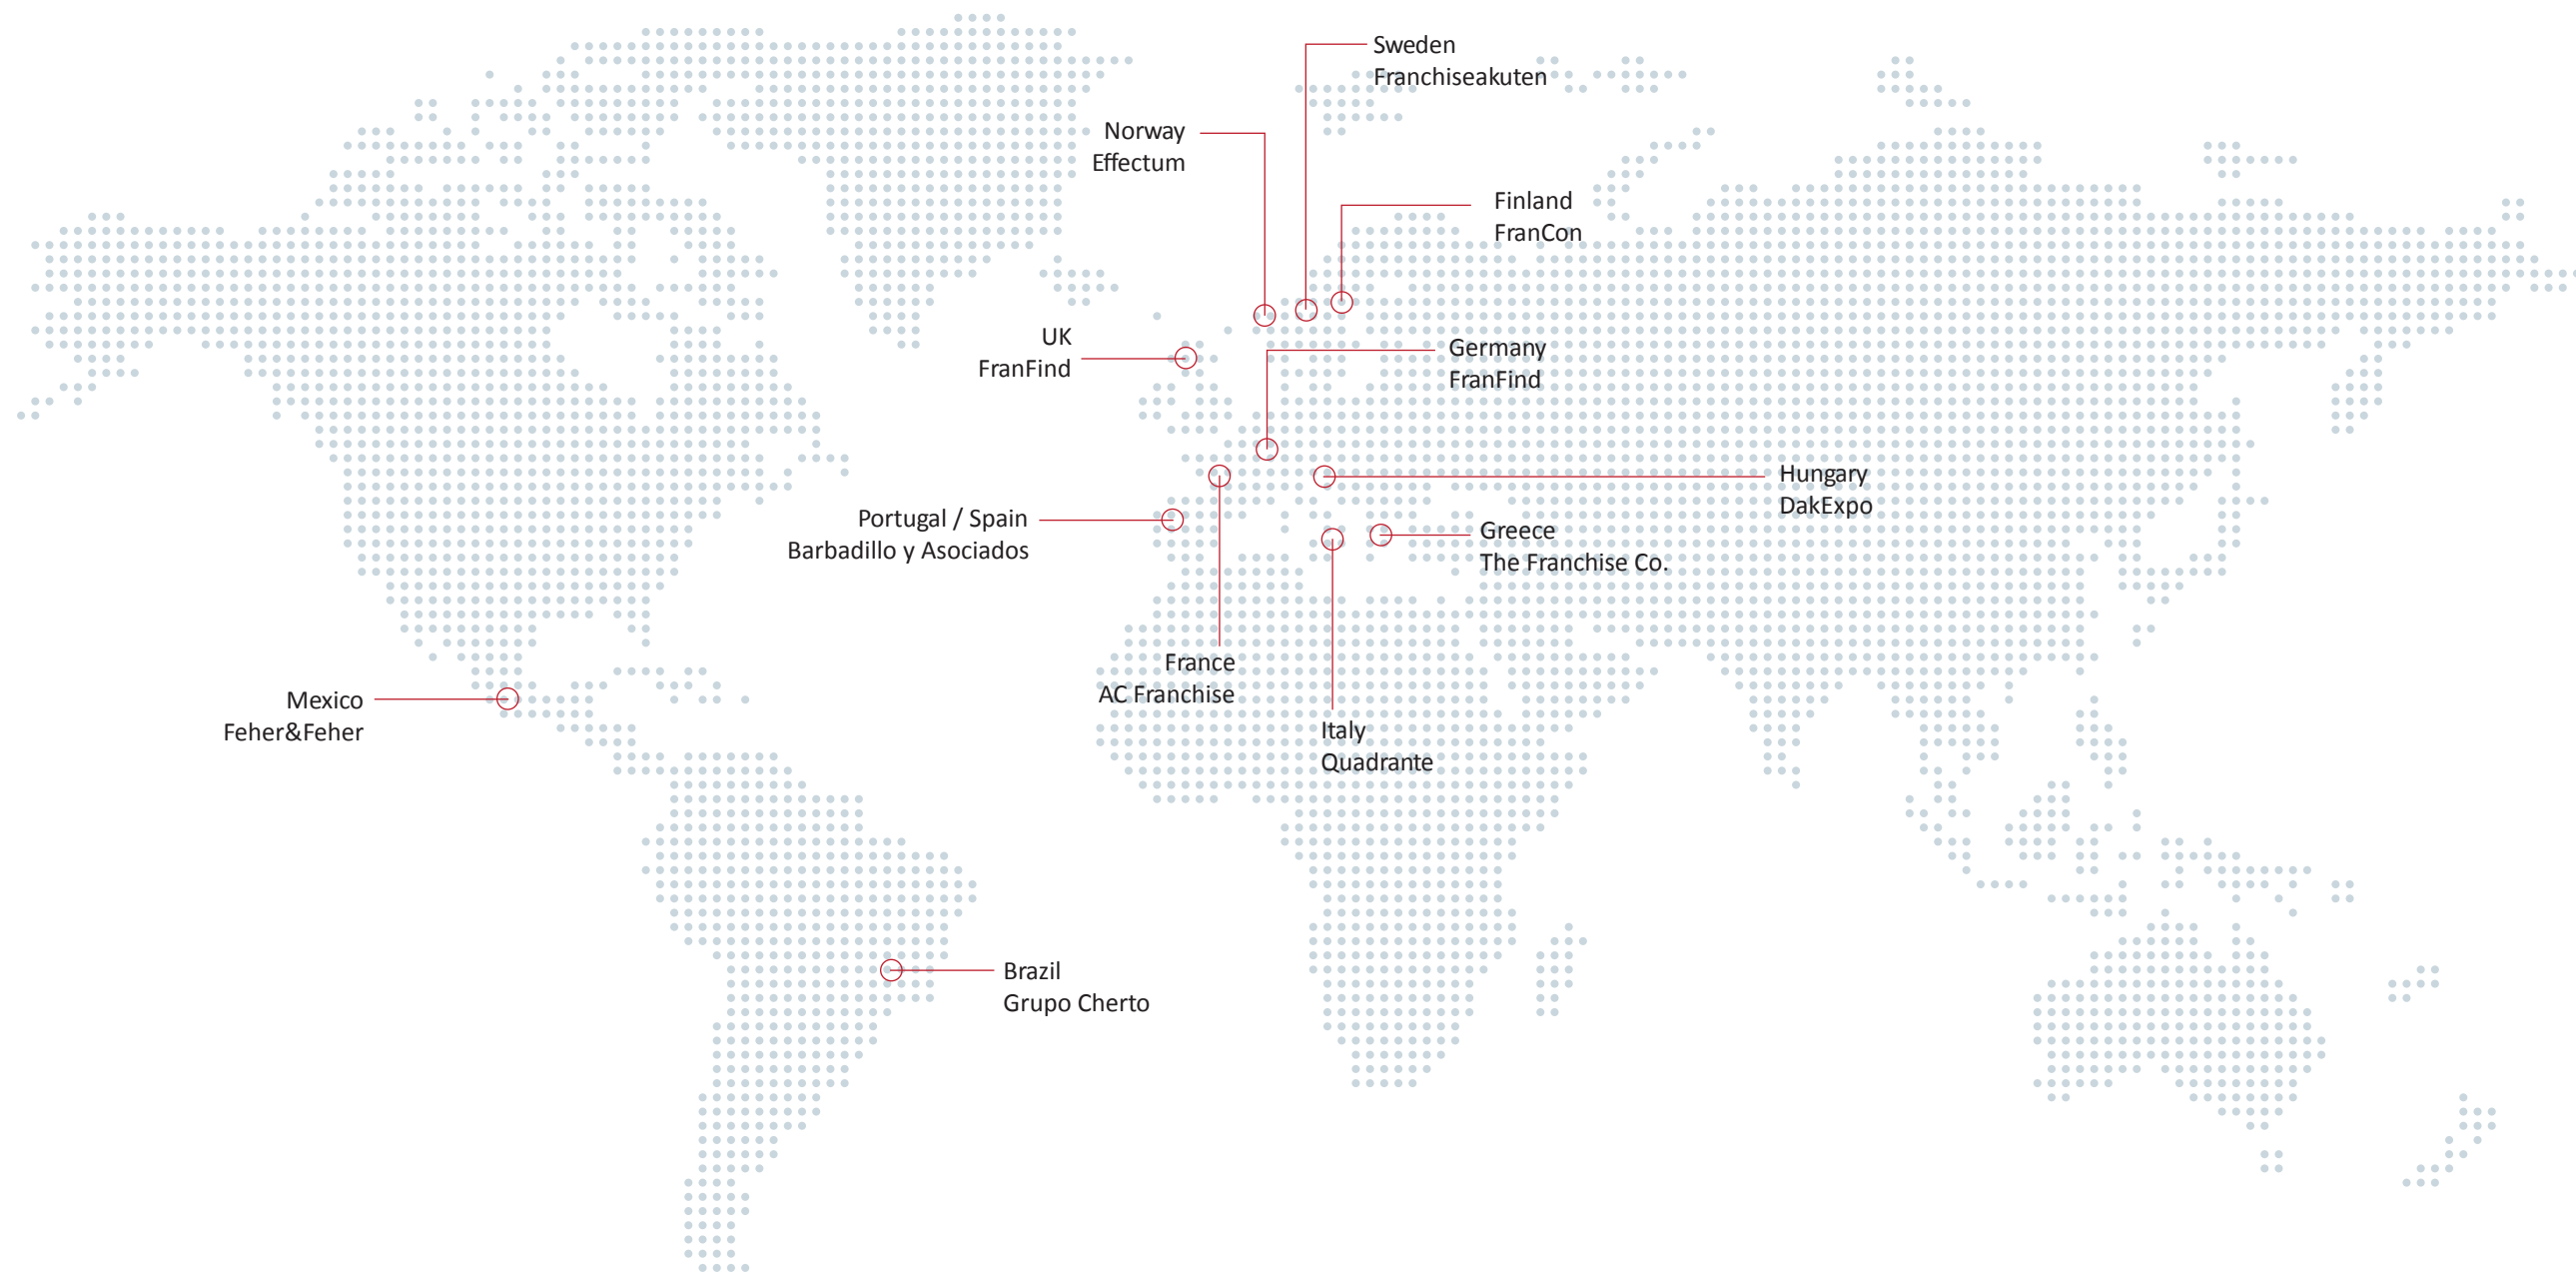 Sweden
Franchiseakuten
Norway
Effectum
Finland
FranCon
UK
FranFind
Germany
FranFind
Hungary
DakExpo
Portugal / Spain
Barbadillo y Asociados
Greece
The Franchise Co.
France
AC Franchise
Mexico
Feher&Feher
Italy
Quadrante
Brazil
Grupo Cherto